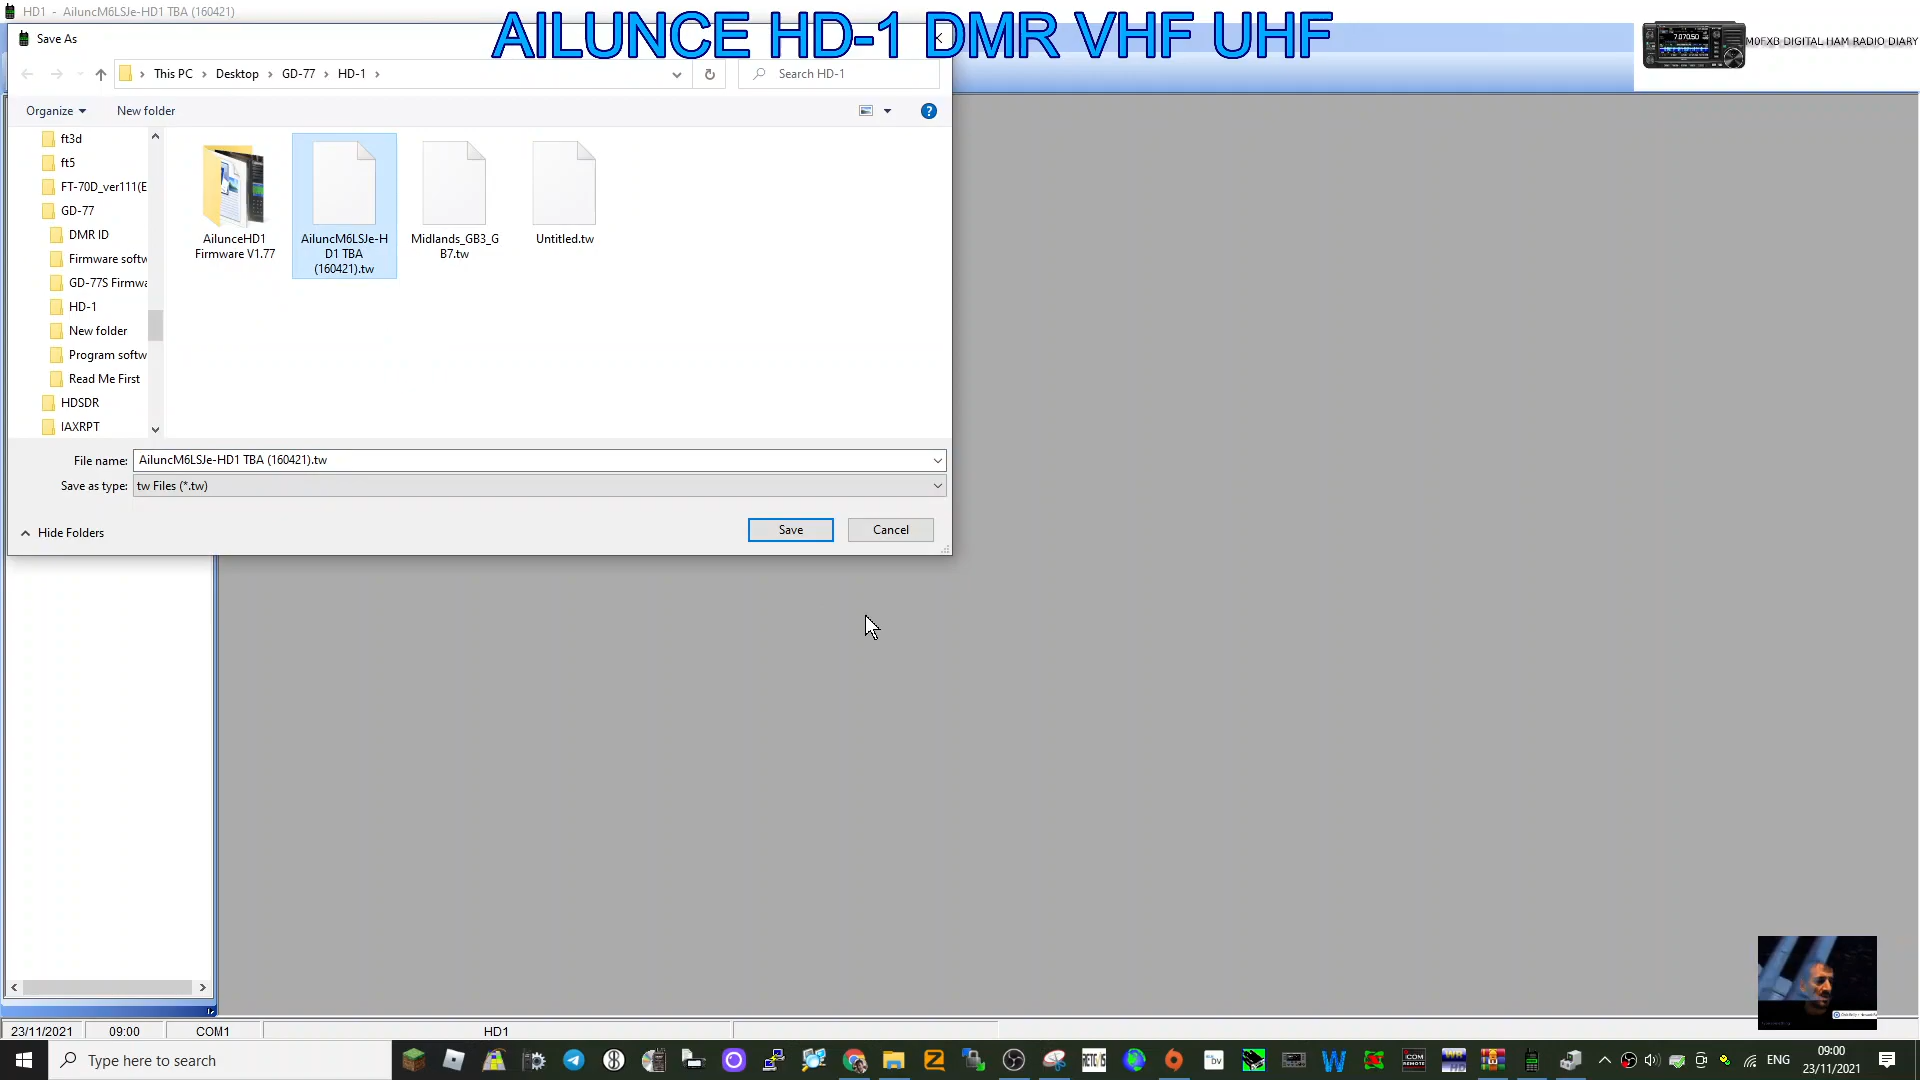 HD1 - AiluncM6LSJe-HD1 TBA (160421)
AILUNCE HD-1 DMR VHF UHF
M0FXB DIGITAL HAM RADIO DIARY
7.070.50
Save As
This PC > Desktop > GD-77 > HD-1 >
Search HD-1
Organize
New folder
ft3d
ft5
FT-70D_ver111(E
GD-77
DMR ID
Firmware softw
GD-77S Firmwa
HD-1
New folder
Program softw
Read Me First
HDSDR
IAXRPT
AilunceHD1
Firmware V1.77
AiluncM6LSJe-H
D1 TBA
(160421).tw
Midlands_GB3_G
B7.tw
Untitled.tw
File name: AiluncM6LSJe-HD1 TBA (160421).tw
Save as type: tw Files (*.tw)
Hide Folders
Save
Cancel
23/11/2021 09:00 COM1 HD1
Type here to search
ENG
09:00
23/11/2021